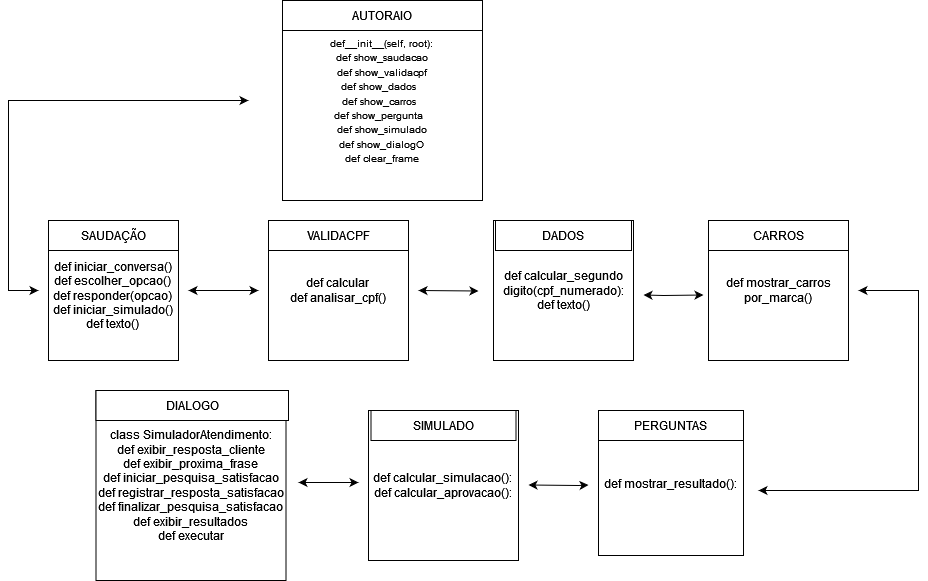 AUTORAIO
def__init__(self, root):
def show_saudacao
def show_validacpf
def show_dados
def show_carros
def show_pergunta
def show_simulado
def show_dialogO
def clear_frame
SAUDAÇÃO
def iniciar_conversa()
def escolher_opcao()
def responder(opcao)
def iniciar_simulado()
def texto()
VALIDACPF
def calcular
def analisar_cpf()
DADOS
def calcular_segundo
digito(cpf_numerado):
def texto()
CARROS
def mostrar_carros
por_marca()
DIALOGO
class SimuladorAtendimento:
def exibir_resposta_cliente
def exibir_proxima_frase
def iniciar_pesquisa_satisfacao
def registrar_resposta_satisfacao
def finalizar_pesquisa_satisfacao
def exibir_resultados
def executar
SIMULADO
def calcular_simulacao():
def calcular_aprovacao():
PERGUNTAS
def mostrar_resultado():